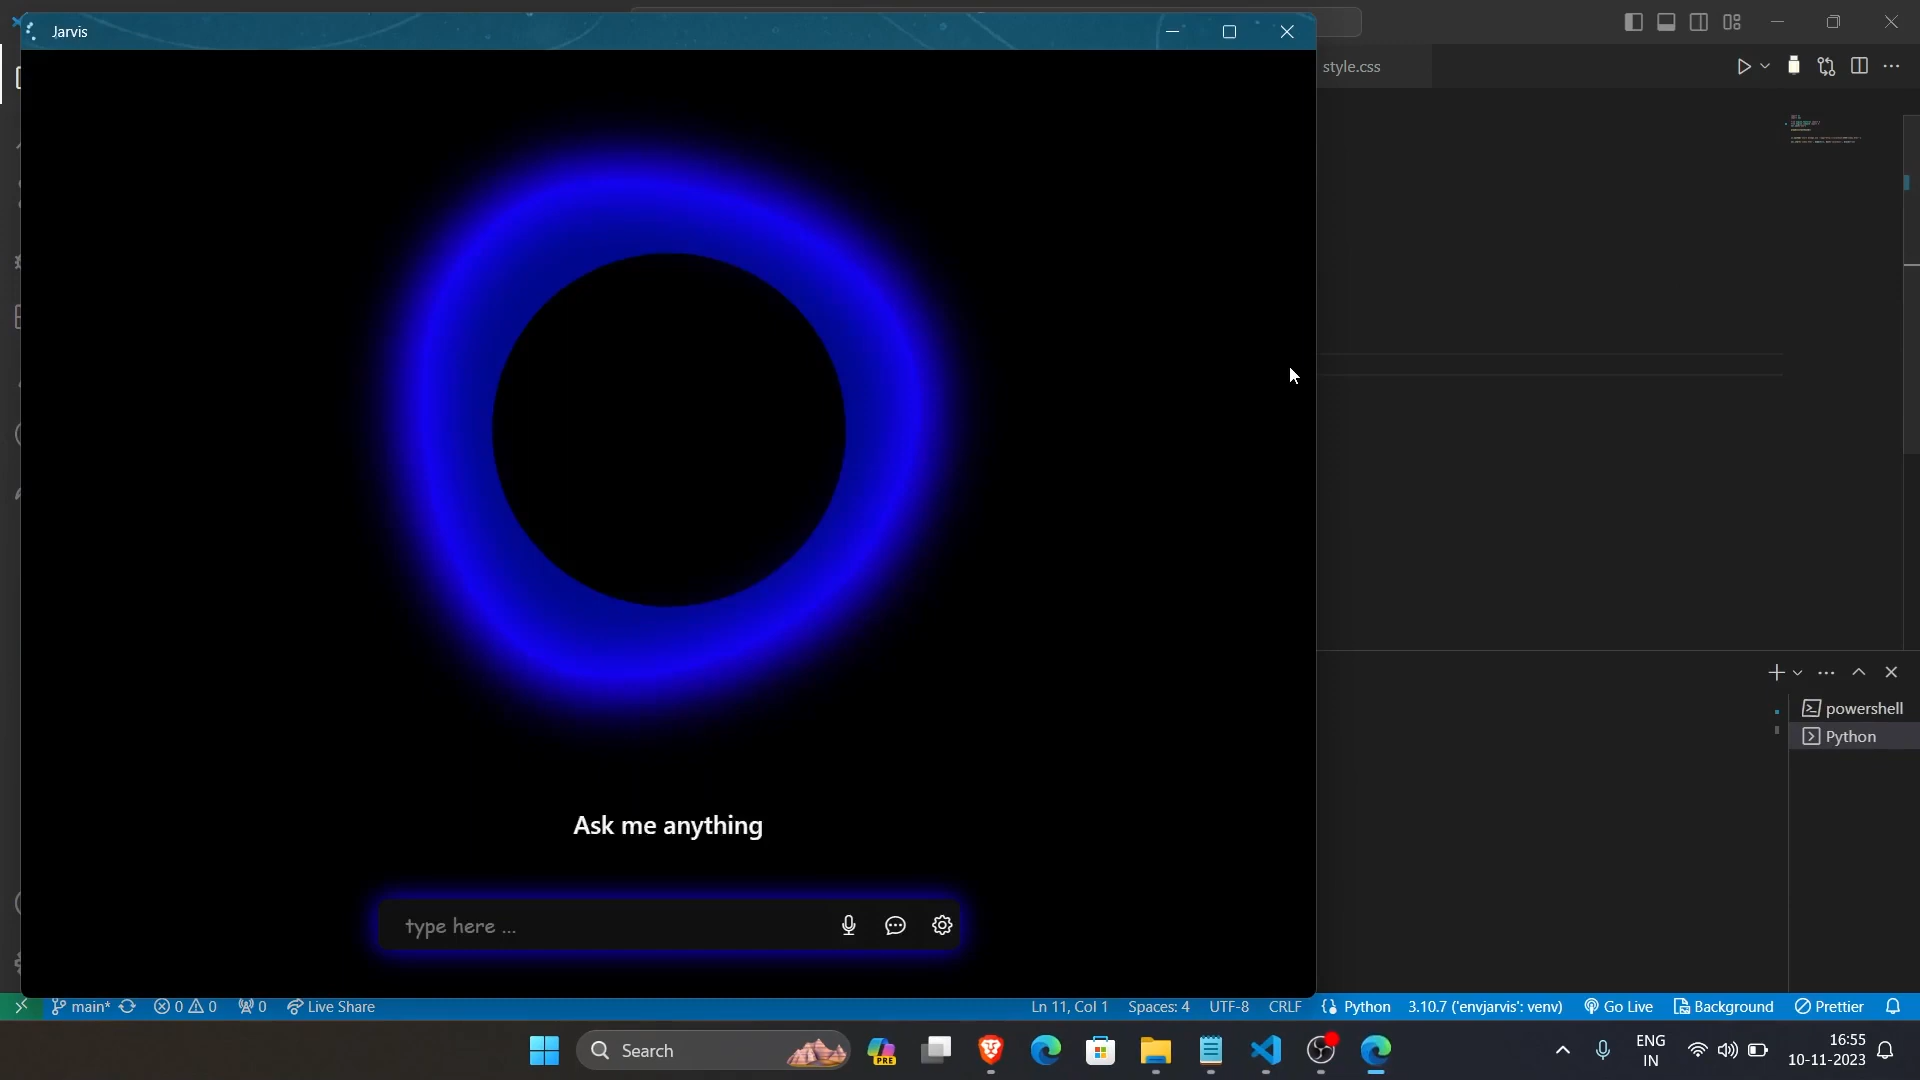 Jarvis
style.css
Ask me anything
type here ...
powershell
Python
main* 0 0 0 Live Share Ln 11, Col 1 Spaces: 4 UTF-8 CRLF Python 3.10.7 ('envjarvis': venv) Go Live Background Prettier
Search PRE ENG 16:55
IN 10-11-2023